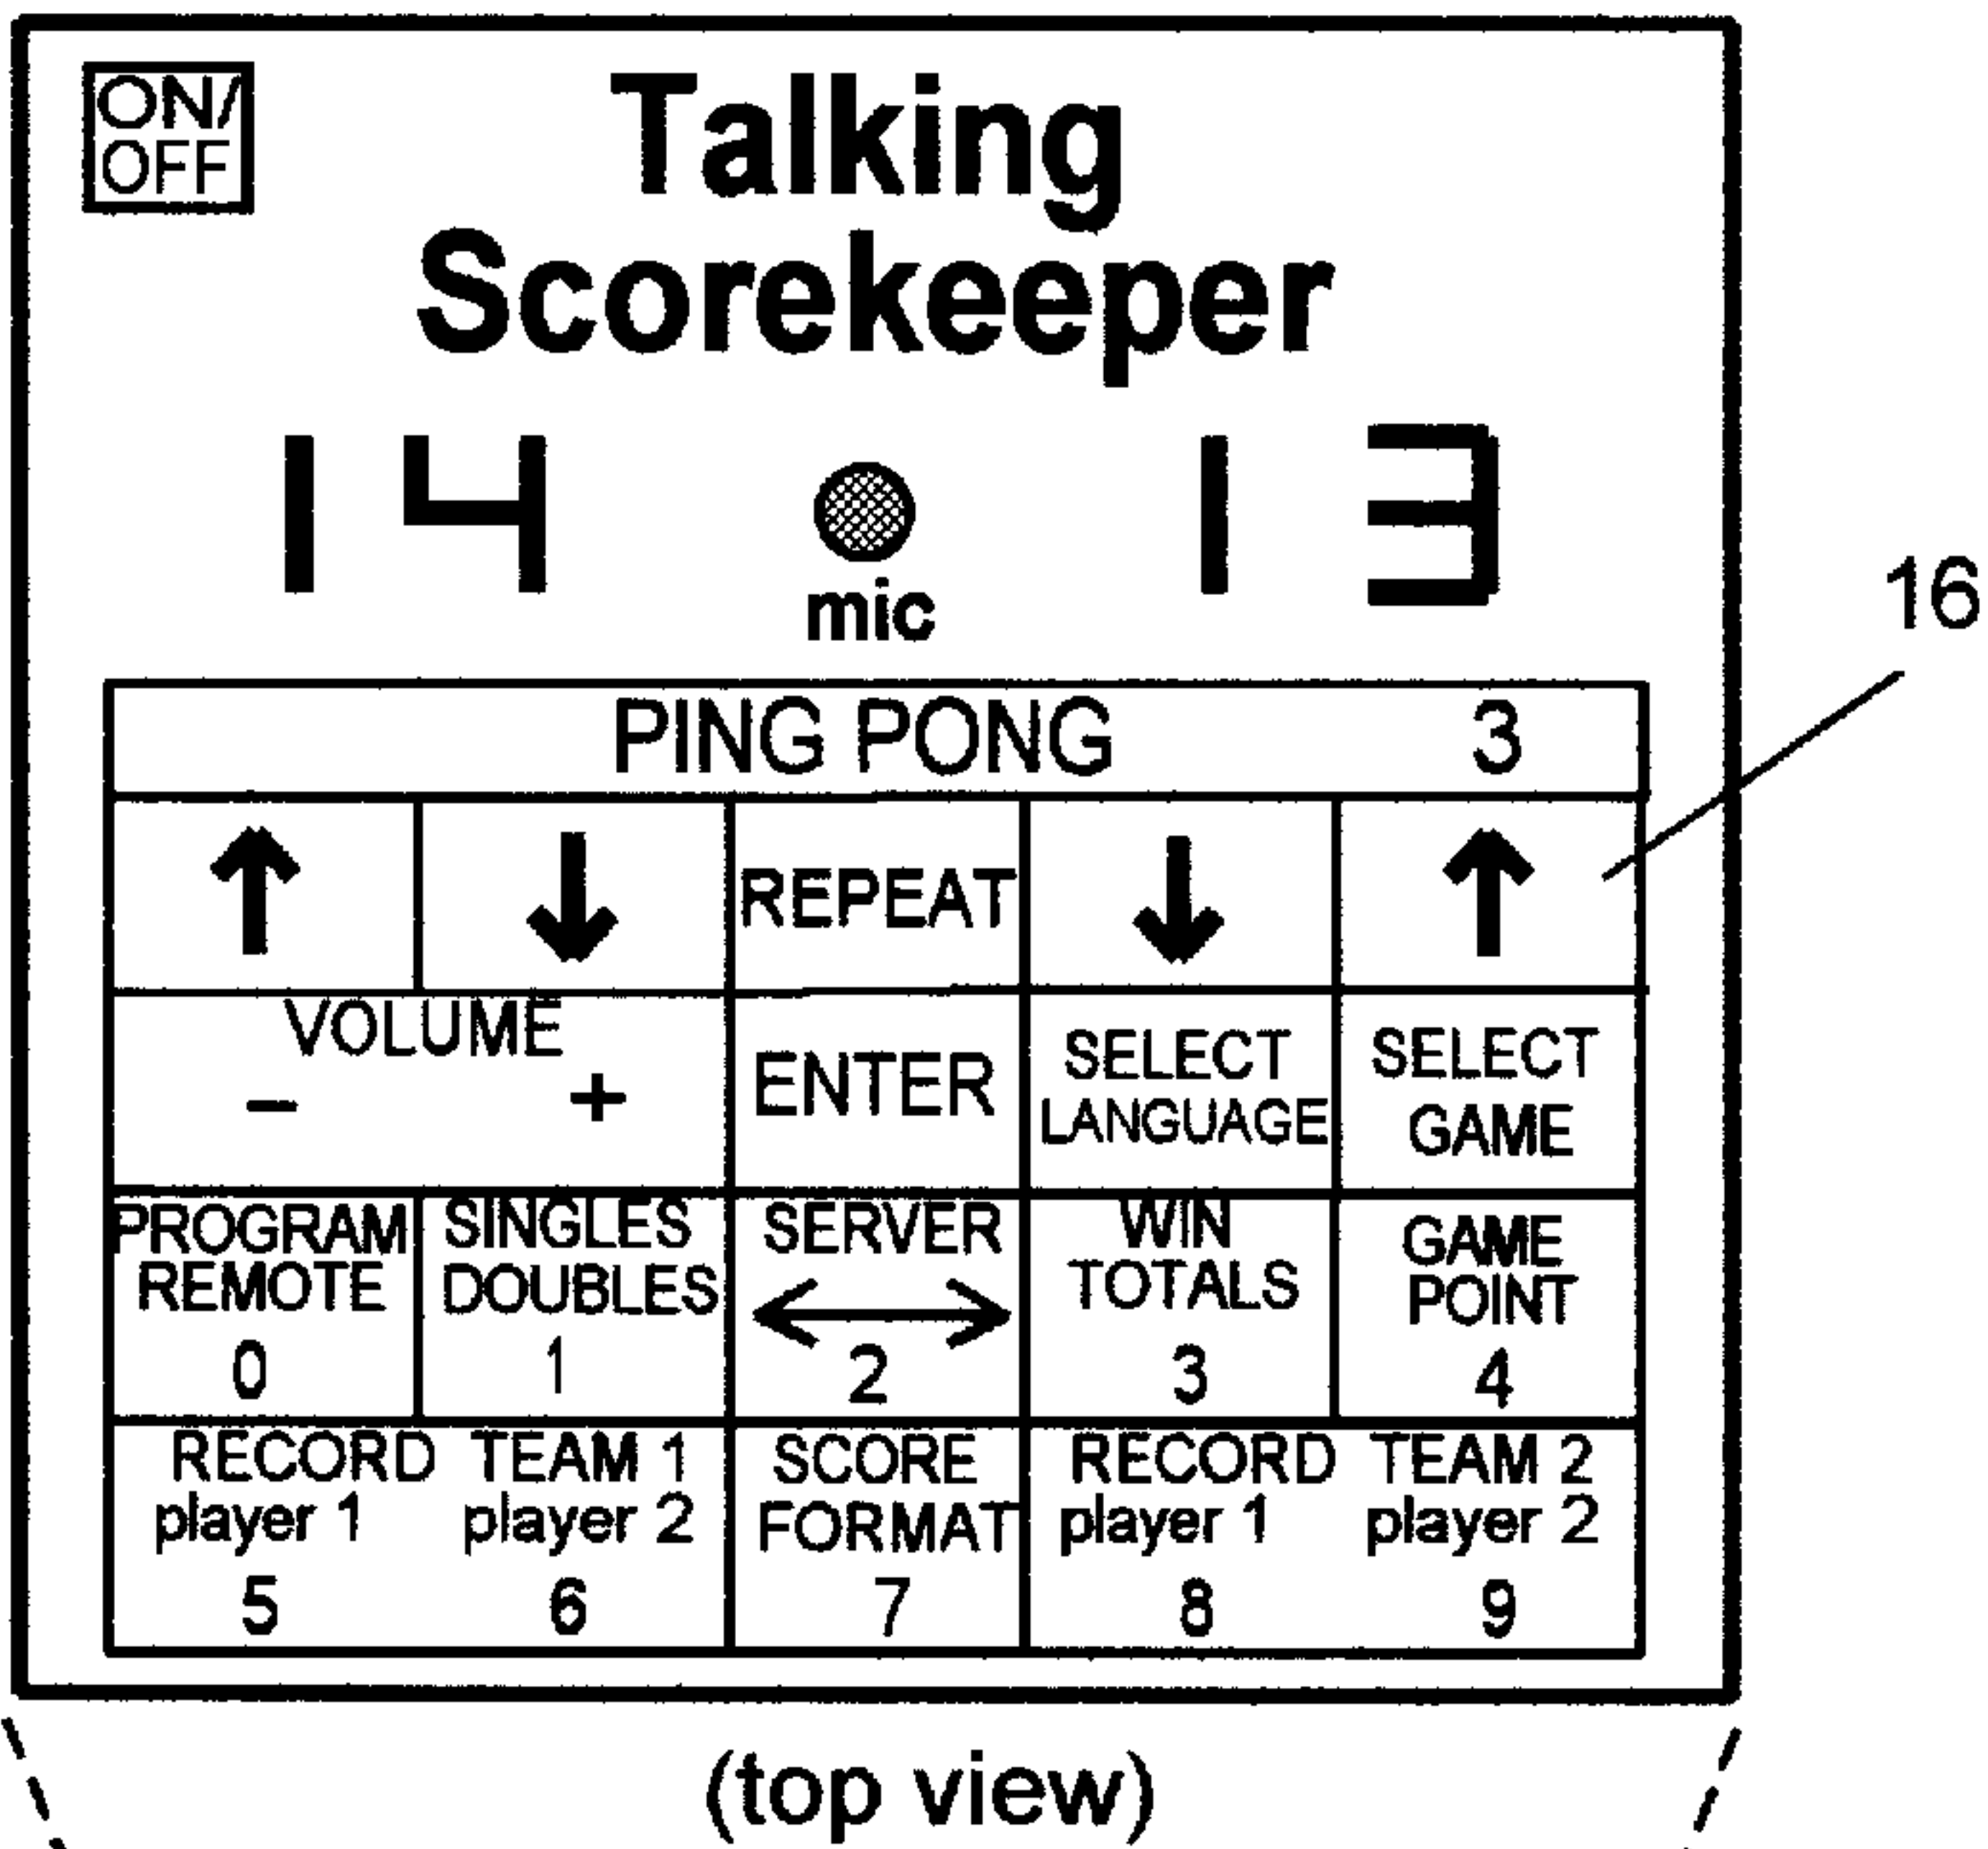 ON/
OFF
Talking
Scorekeeper
14 13
mic
16
PING PONG 3
REPEAT
VOLUME
- +
ENTER
SELECT
LANGUAGE
SELECT
GAME
PROGRAM
REMOTE
0
SINGLES
DOUBLES
1
SERVER
2
WIN
TOTALS
3
GAME
POINT
4
RECORD TEAM 1
player 1 player 2
5 6
SCORE
FORMAT
7
RECORD TEAM 2
player 1 player 2
8 9
(top view)